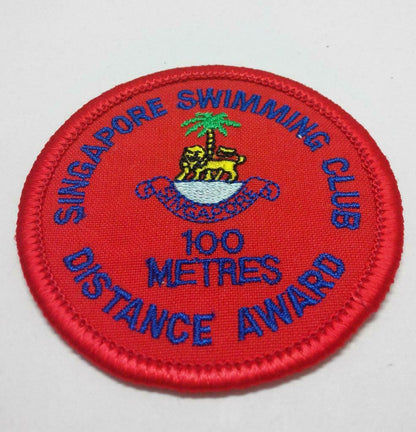 SINGAPORE SWIMMING CLUB
SINGAPORE
100
METRES
DISTANCE AWARD